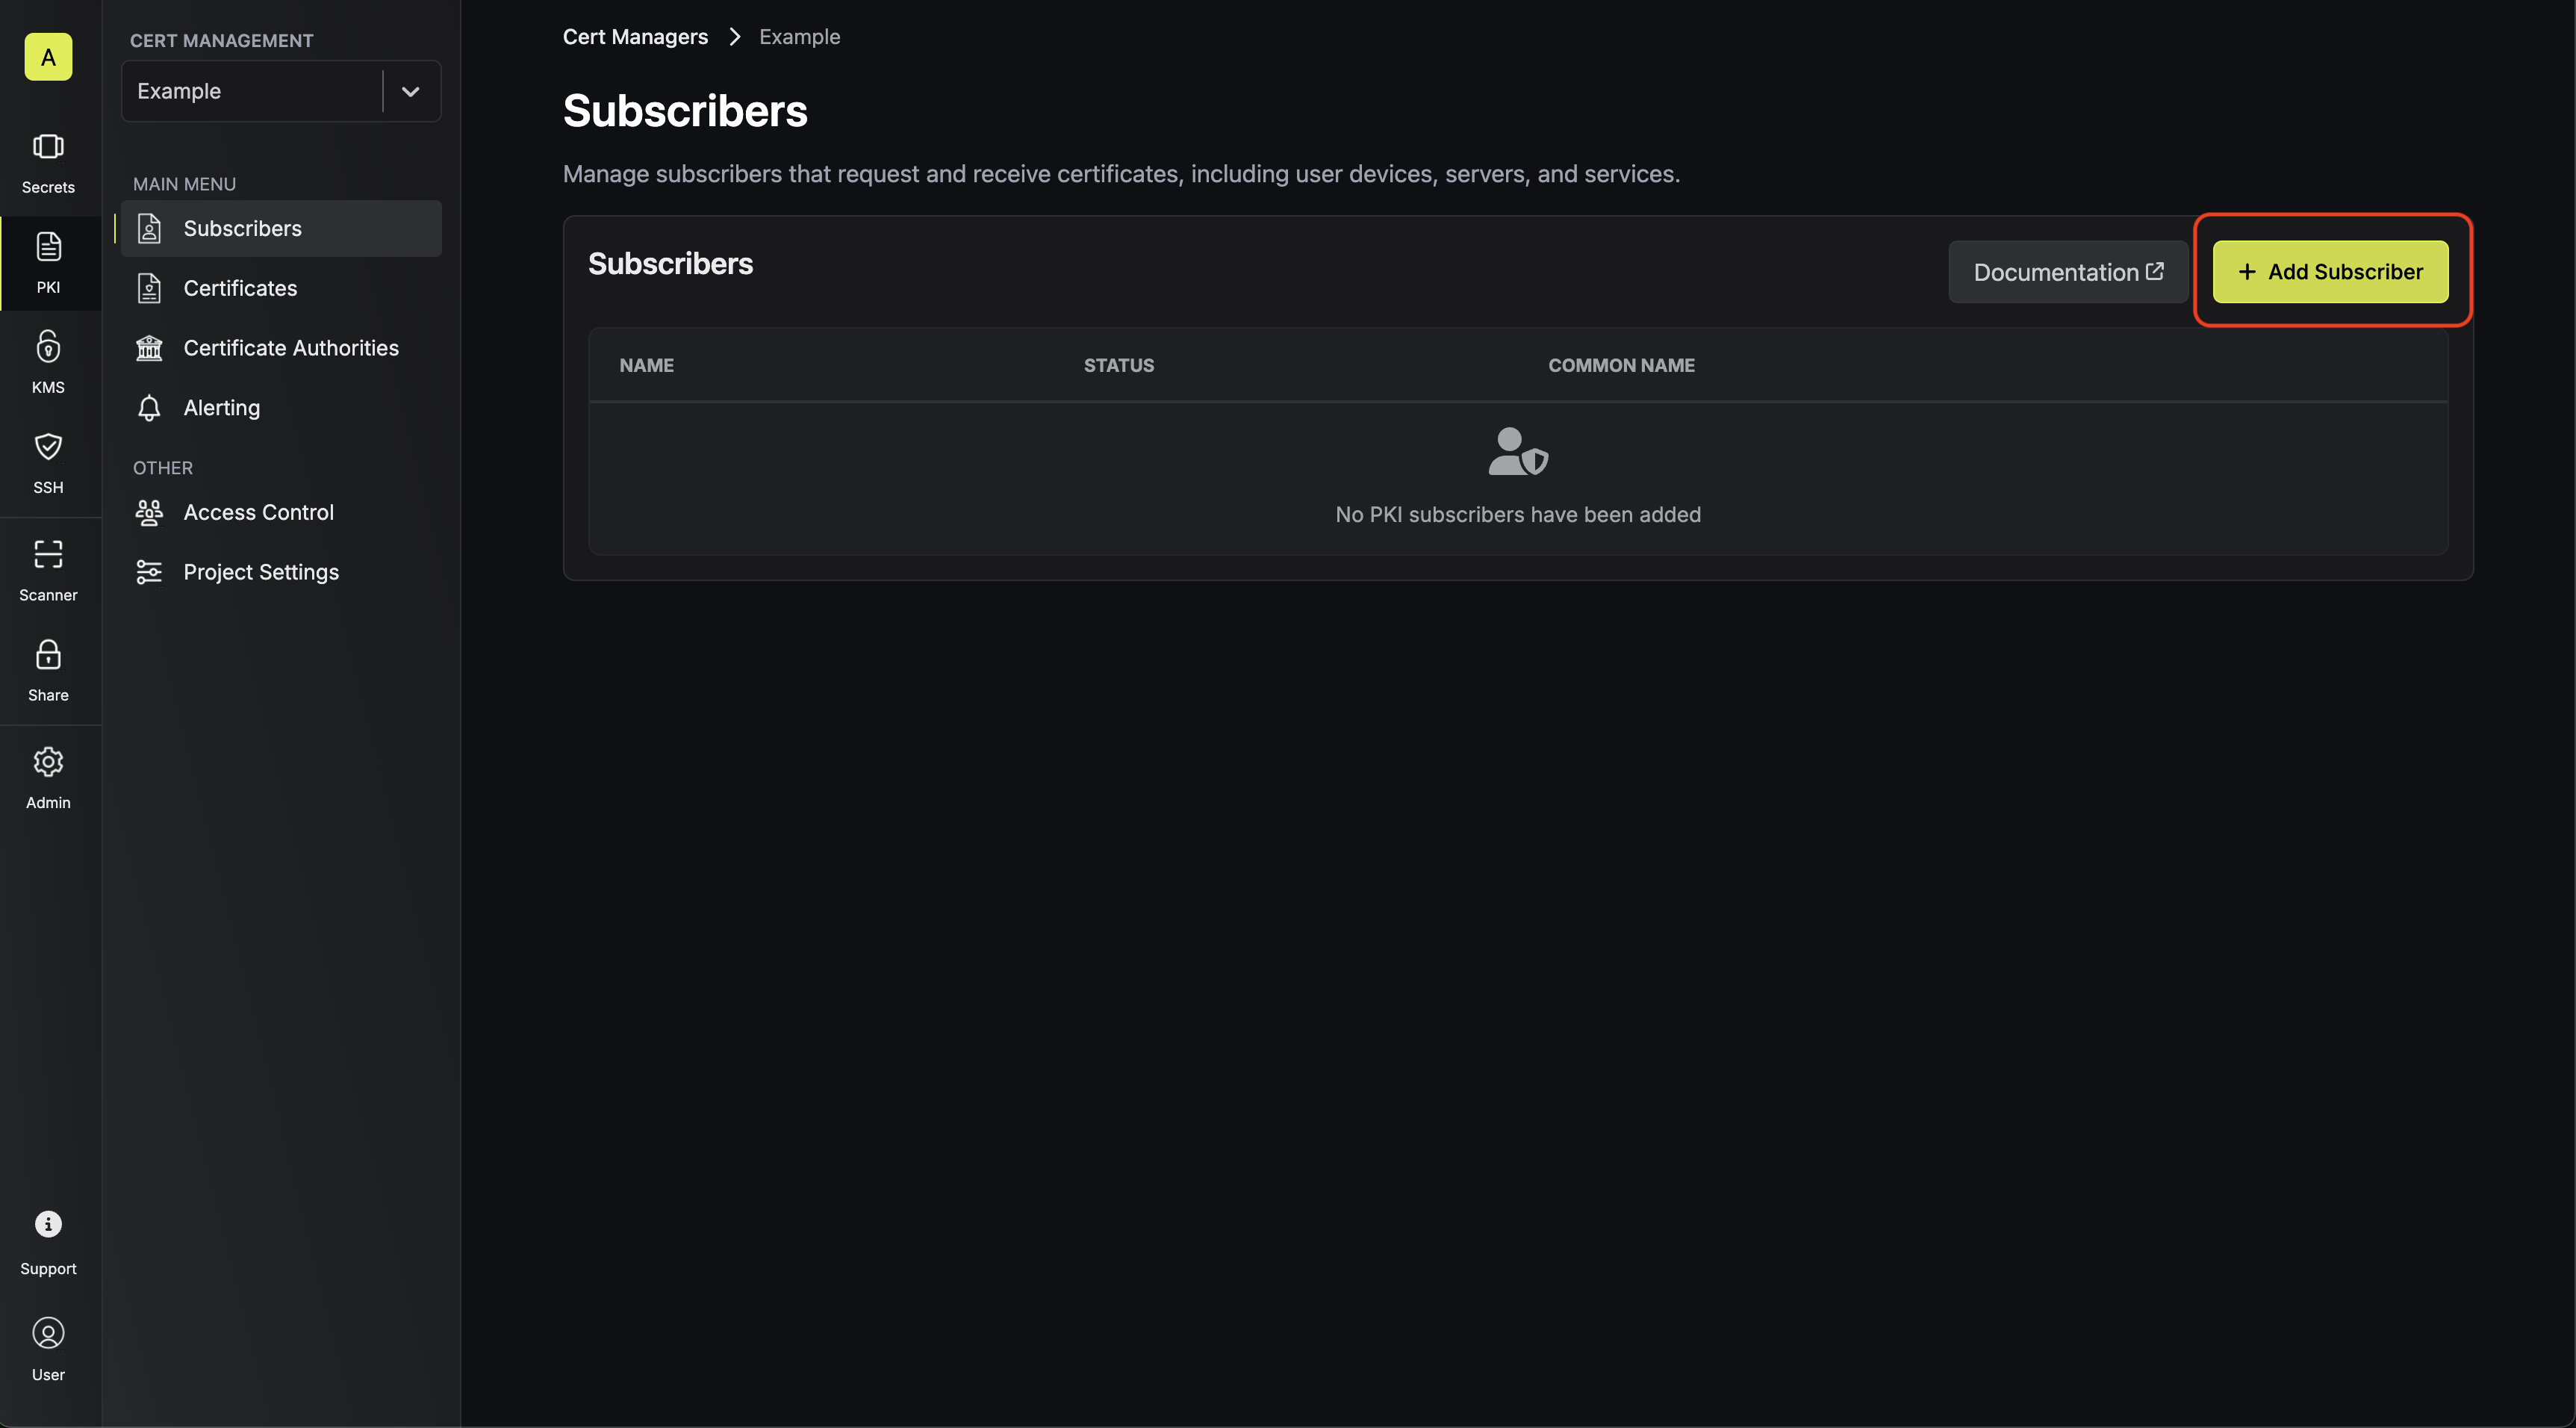 A
Secrets
PKI
KMS
SSH
Scanner
Share
Admin
Support
User
CERT MANAGEMENT
Example
MAIN MENU
Subscribers
Certificates
Certificate Authorities
Alerting
OTHER
Access Control
Project Settings
Cert Managers > Example
Subscribers
Manage subscribers that request and receive certificates, including user devices, servers, and services.
Subscribers
Documentation
+ Add Subscriber
NAME STATUS COMMON NAME
No PKI subscribers have been added